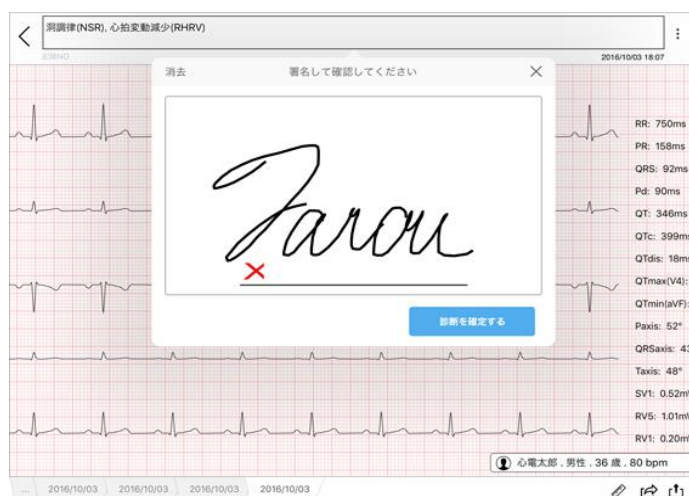 洞調律(NSR), 心拍変動減少(RHRV)
2016/10/03 18:07
消去
署名して確認してください
Tarou
診断を確定する
RR: 750ms
PR: 158ms
QRS: 92ms
Pd: 90ms
QT: 346ms
QTc: 399ms
QTdis: 18ms
QTmax(V4):
QTmin(aVF):
Paxis: 52°
QRSaxis: 43
Taxis: 48°
SV1: 0.52m
RV5: 1.01m
RV1: 0.20m
心電太郎 , 男性 , 36 歳 , 80 bpm
... 2016/10/03 2016/10/03 2016/10/03 2016/10/03